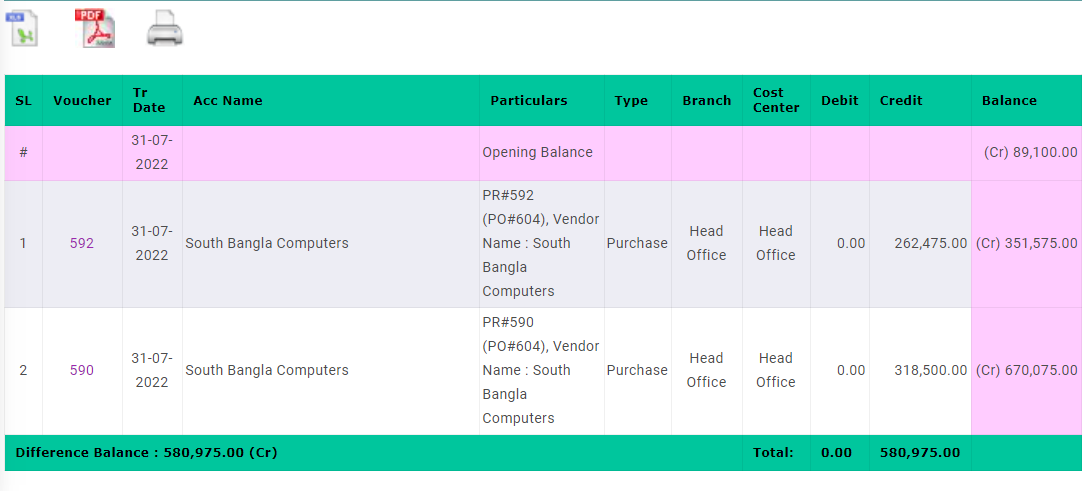 XLS PDF Adobe
SL Voucher Tr Date Acc Name Particulars Type Branch Cost Center Debit Credit Balance
# 31-07-2022 Opening Balance (Cr) 89,100.00
1 592 31-07-2022 South Bangla Computers PR#592 (PO#604), Vendor Name : South Bangla Computers Purchase Head Office Head Office 0.00 262,475.00 (Cr) 351,575.00
2 590 31-07-2022 South Bangla Computers PR#590 (PO#604), Vendor Name : South Bangla Computers Purchase Head Office Head Office 0.00 318,500.00 (Cr) 670,075.00
Difference Balance : 580,975.00 (Cr) Total: 0.00 580,975.00